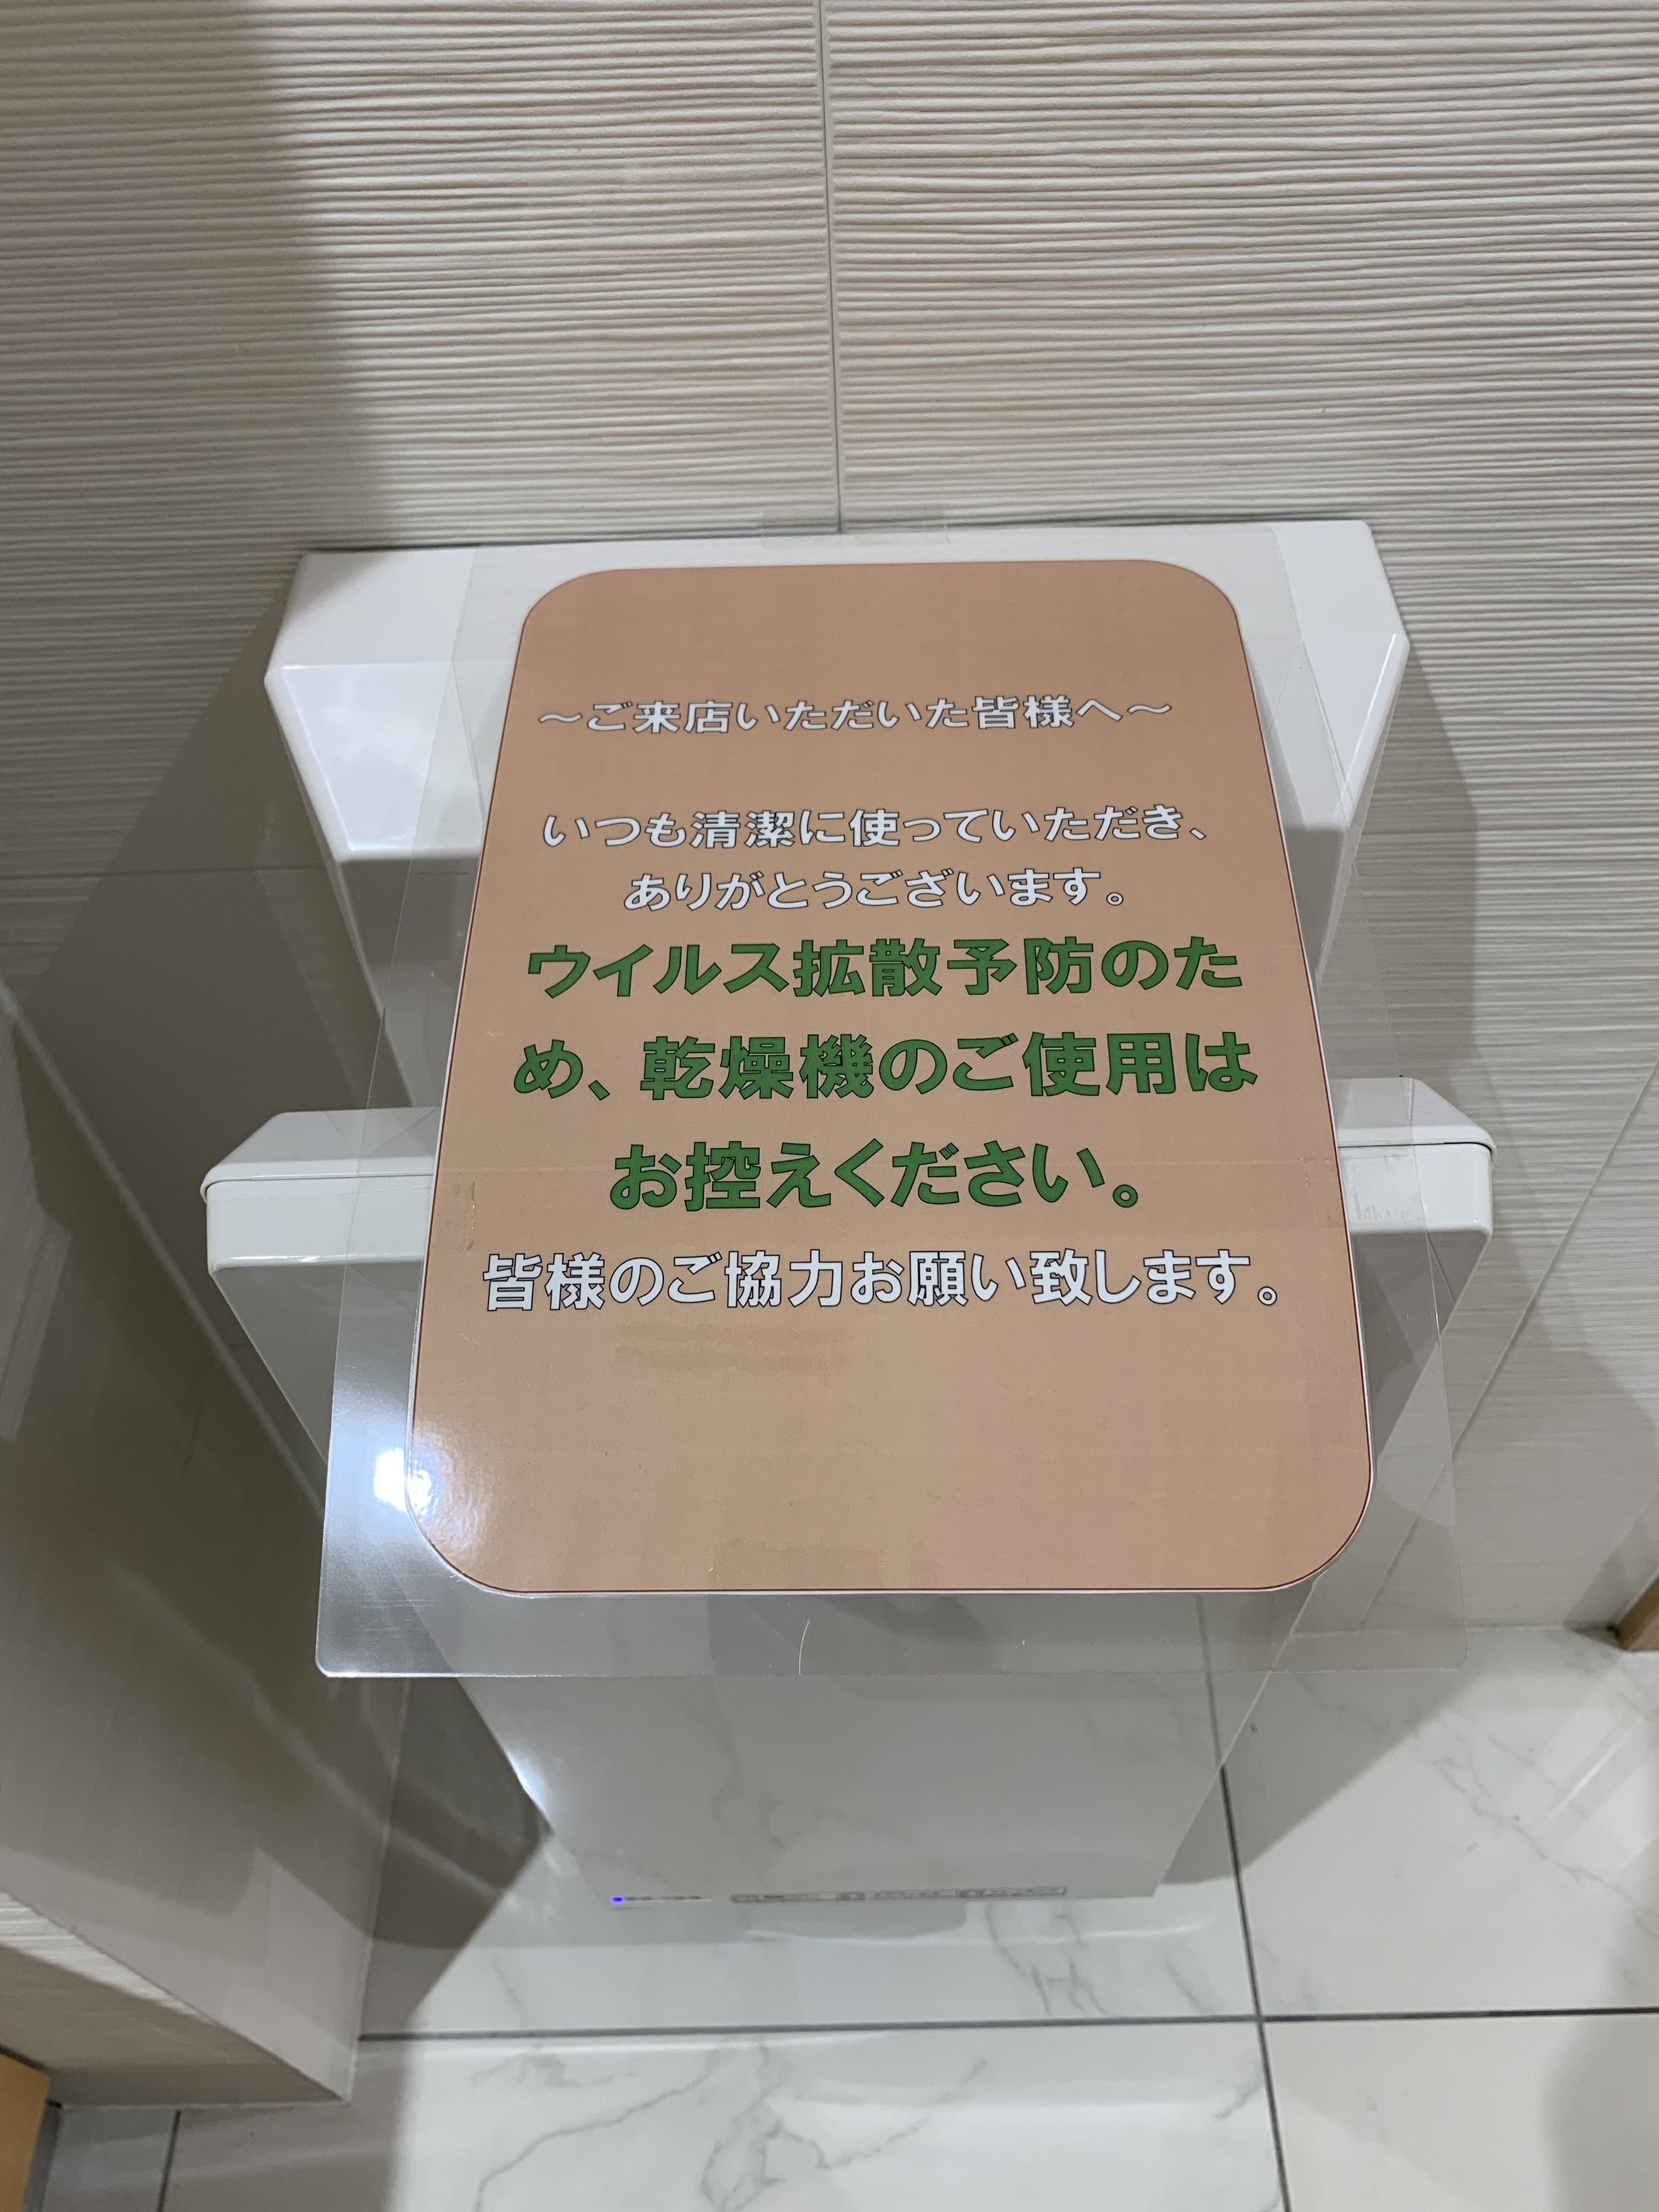 ～ご来店いただいた皆様へ～
いつも清潔に使っていただき、
ありがとうございます。
ウイルス拡散予防のた
め、乾燥機のご使用は
お控えください。
皆様のご協力お願い致します。